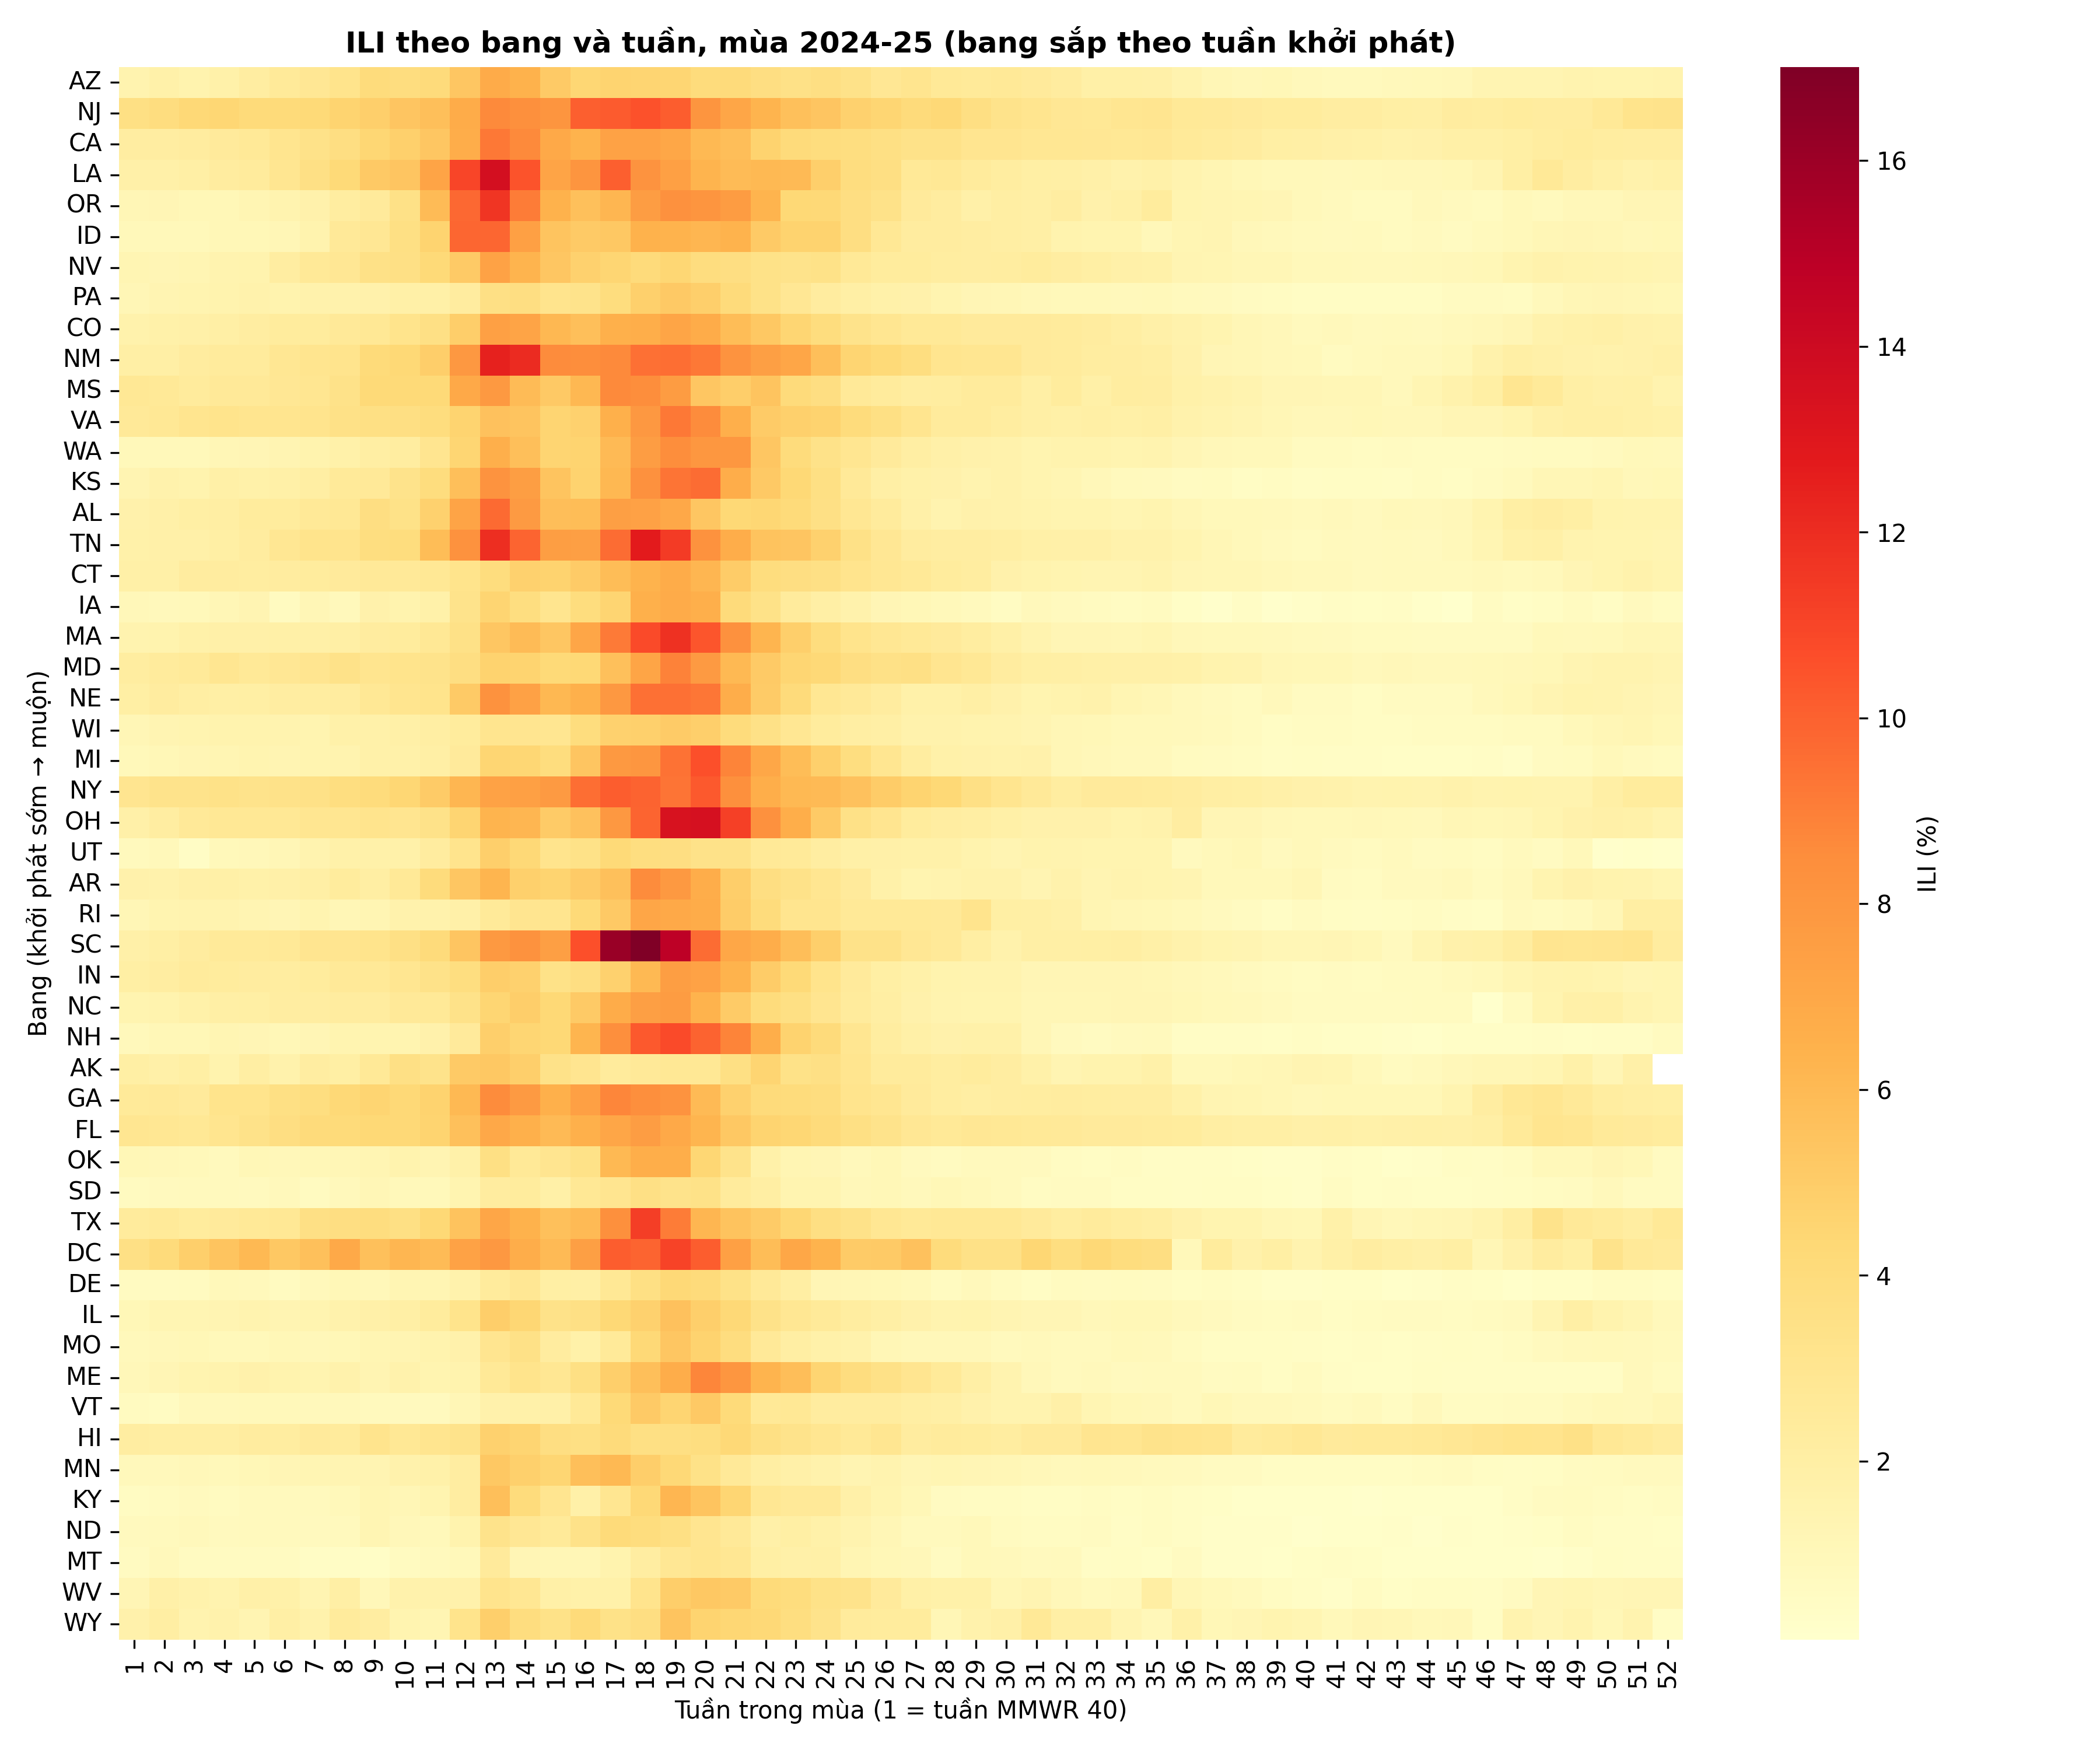 ILI theo bang và tuần, mùa 2024-25 (bang sắp theo tuần khởi phát)
Bang (khởi phát sớm → muộn)
AZ
NJ
CA
LA
OR
ID
NV
PA
CO
NM
MS
VA
WA
KS
AL
TN
CT
IA
MA
MD
NE
WI
MI
NY
OH
UT
AR
RI
SC
IN
NC
NH
AK
GA
FL
OK
SD
TX
DC
DE
IL
MO
ME
VT
HI
MN
KY
ND
MT
WV
WY
1 2 3 4 5 6 7 8 9 10 11 12 13 14 15 16 17 18 19 20 21 22 23 24 25 26 27 28 29 30 31 32 33 34 35 36 37 38 39 40 41 42 43 44 45 46 47 48 49 50 51 52
Tuần trong mùa (1 = tuần MMWR 40)
16
14
12
10
8
6
4
2
ILI (%)